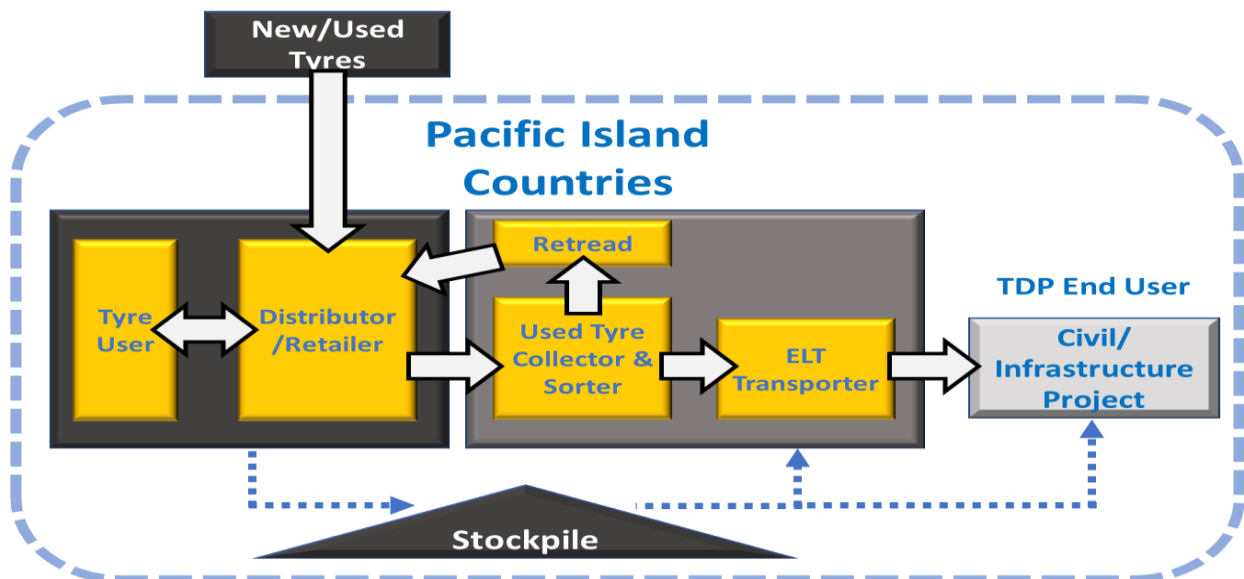 New/Used
Tyres
Pacific Island
Countries
Retread
Tyre
User
Distributor
/Retailer
Used Tyre
Collector &
Sorter
ELT
Transporter
TDP End User
Civil/
Infrastructure
Project
Stockpile